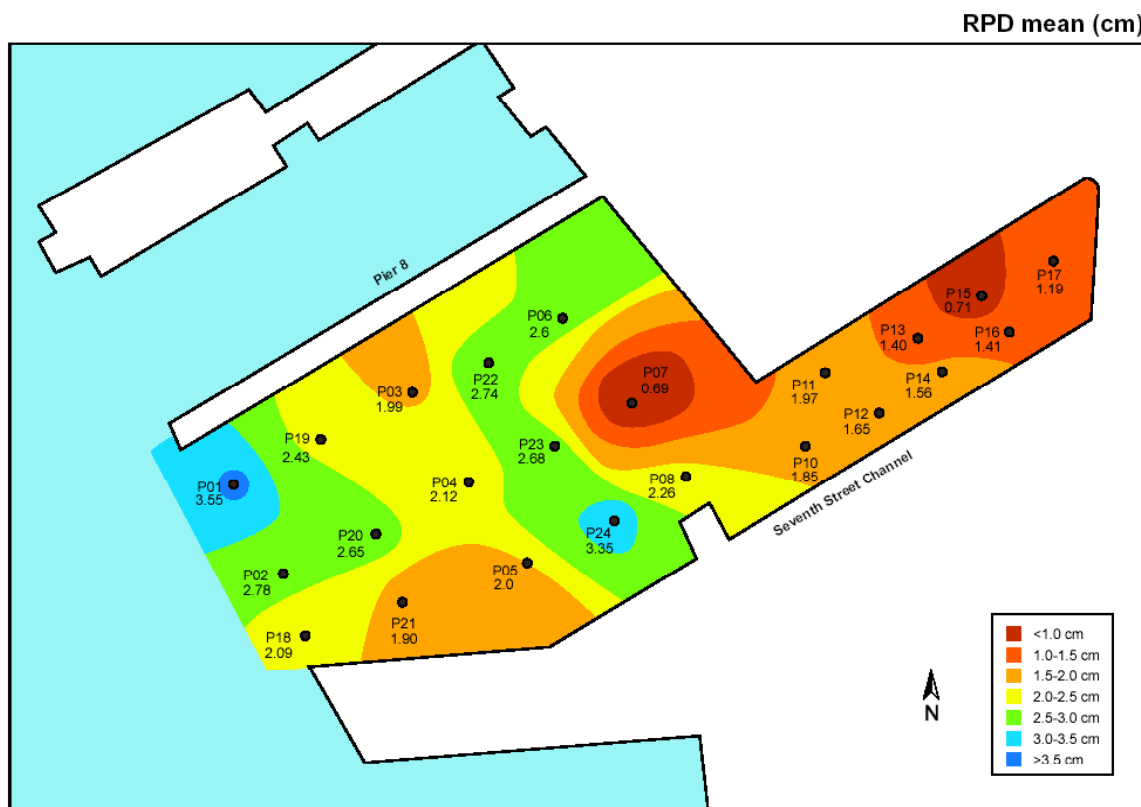 RPD mean (cm)
Pier 8
P17
1.19
P15
0.71
P06
2.6
P13
1.40
P16
1.41
P22
2.74
P07
0.69
P03
1.99
P11
1.97
P14
1.56
P12
1.65
P19
2.43
P23
2.68
P10
1.85
P01
3.55
P04
2.12
P08
2.26
Seventh Street Channel
P20
2.65
P24
3.35
P02
2.78
P05
2.0
P21
1.90
P18
2.09
N
<1.0 cm
1.0-1.5 cm
1.5-2.0 cm
2.0-2.5 cm
2.5-3.0 cm
3.0-3.5 cm
>3.5 cm